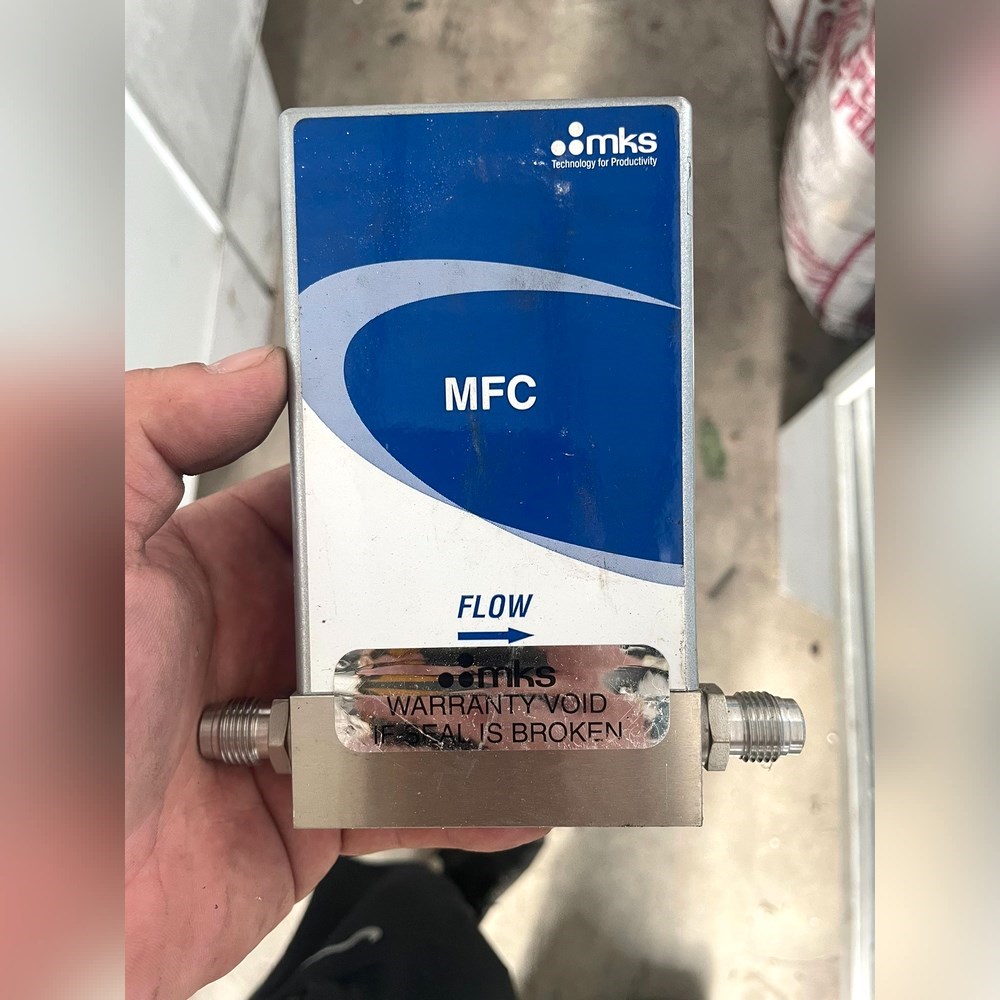 mks
Technology for Productivity
MFC
FLOW
mks
WARRANTY VOID
IF SEAL IS BROKEN